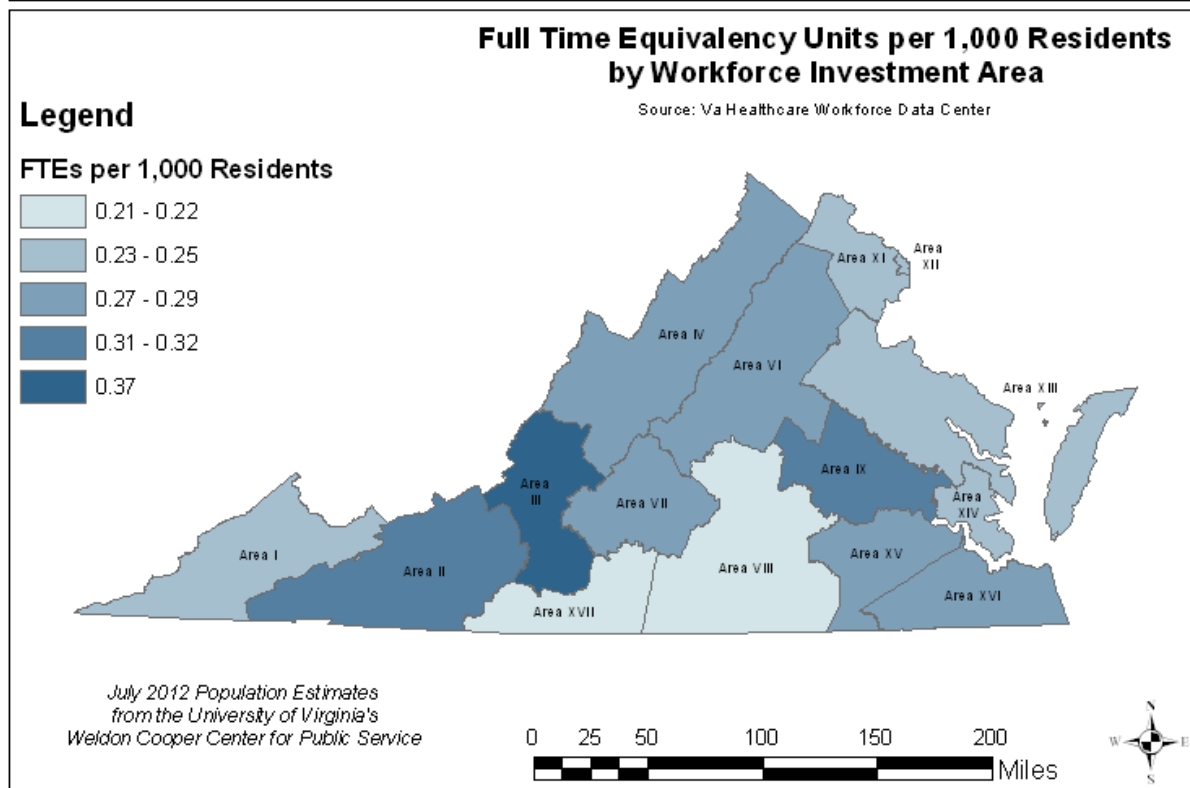 Full Time Equivalency Units per 1,000 Residents
by Workforce Investment Area
Source: Va Healthcare Workforce Data Center
Legend
FTEs per 1,000 Residents
0.21 - 0.22
0.23 - 0.25
0.27 - 0.29
0.31 - 0.32
0.37
Area XI
Area
XII
Area IV
Area VI
Area XIII
Area
III
Area IX
Area VII
Area
XIV
Area I
Area II
Area VIII
Area XV
Area XVII
Area XVI
July 2012 Population Estimates
from the University of Virginia's
Weldon Cooper Center for Public Service
0 25 50 100 150 200
Miles
N
W E
S